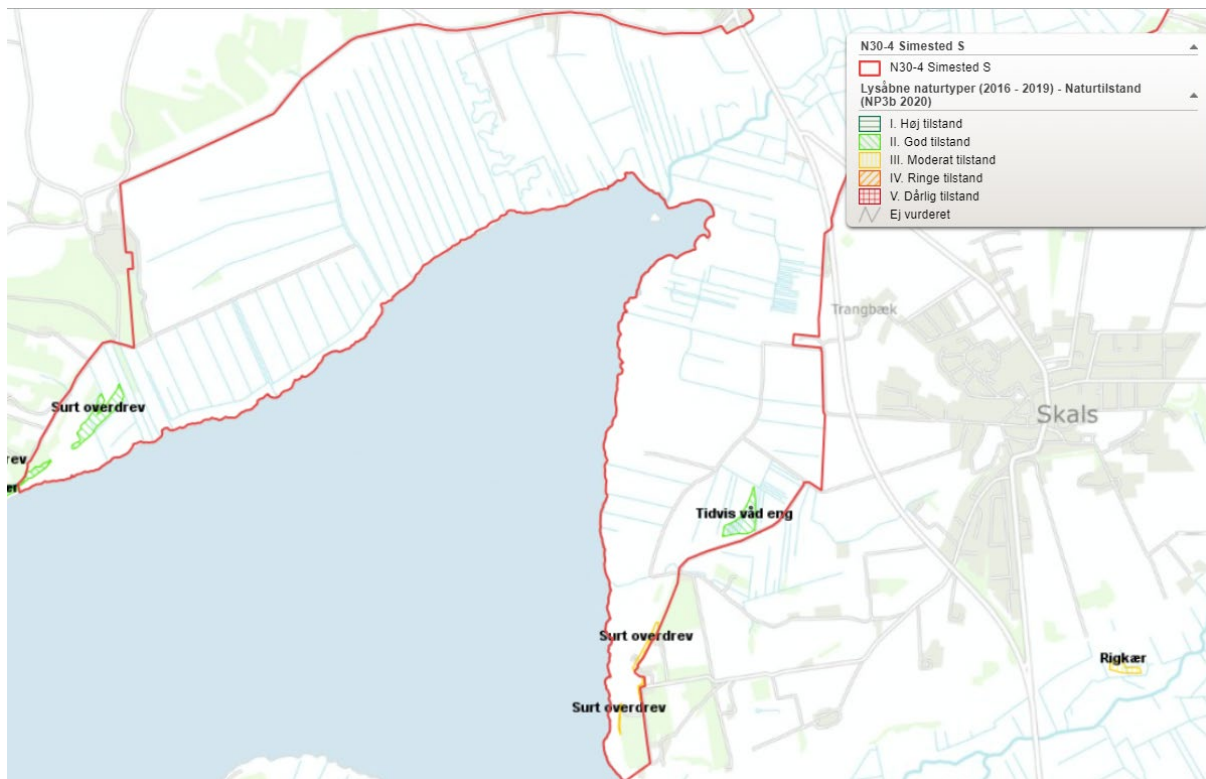 N30-4 Simested S
N30-4 Simested S
Lysåbne naturtyper (2016 - 2019) - Naturtilstand
(NP3b 2020)
I. Høj tilstand
II. God tilstand
III. Moderat tilstand
IV. Ringe tilstand
V. Dårlig tilstand
Ej vurderet
Trangbæk
Surt overdrev
Skals
rev
er
Tidvis våd eng
Surt overdrev
Rigkær
Surt overdrev